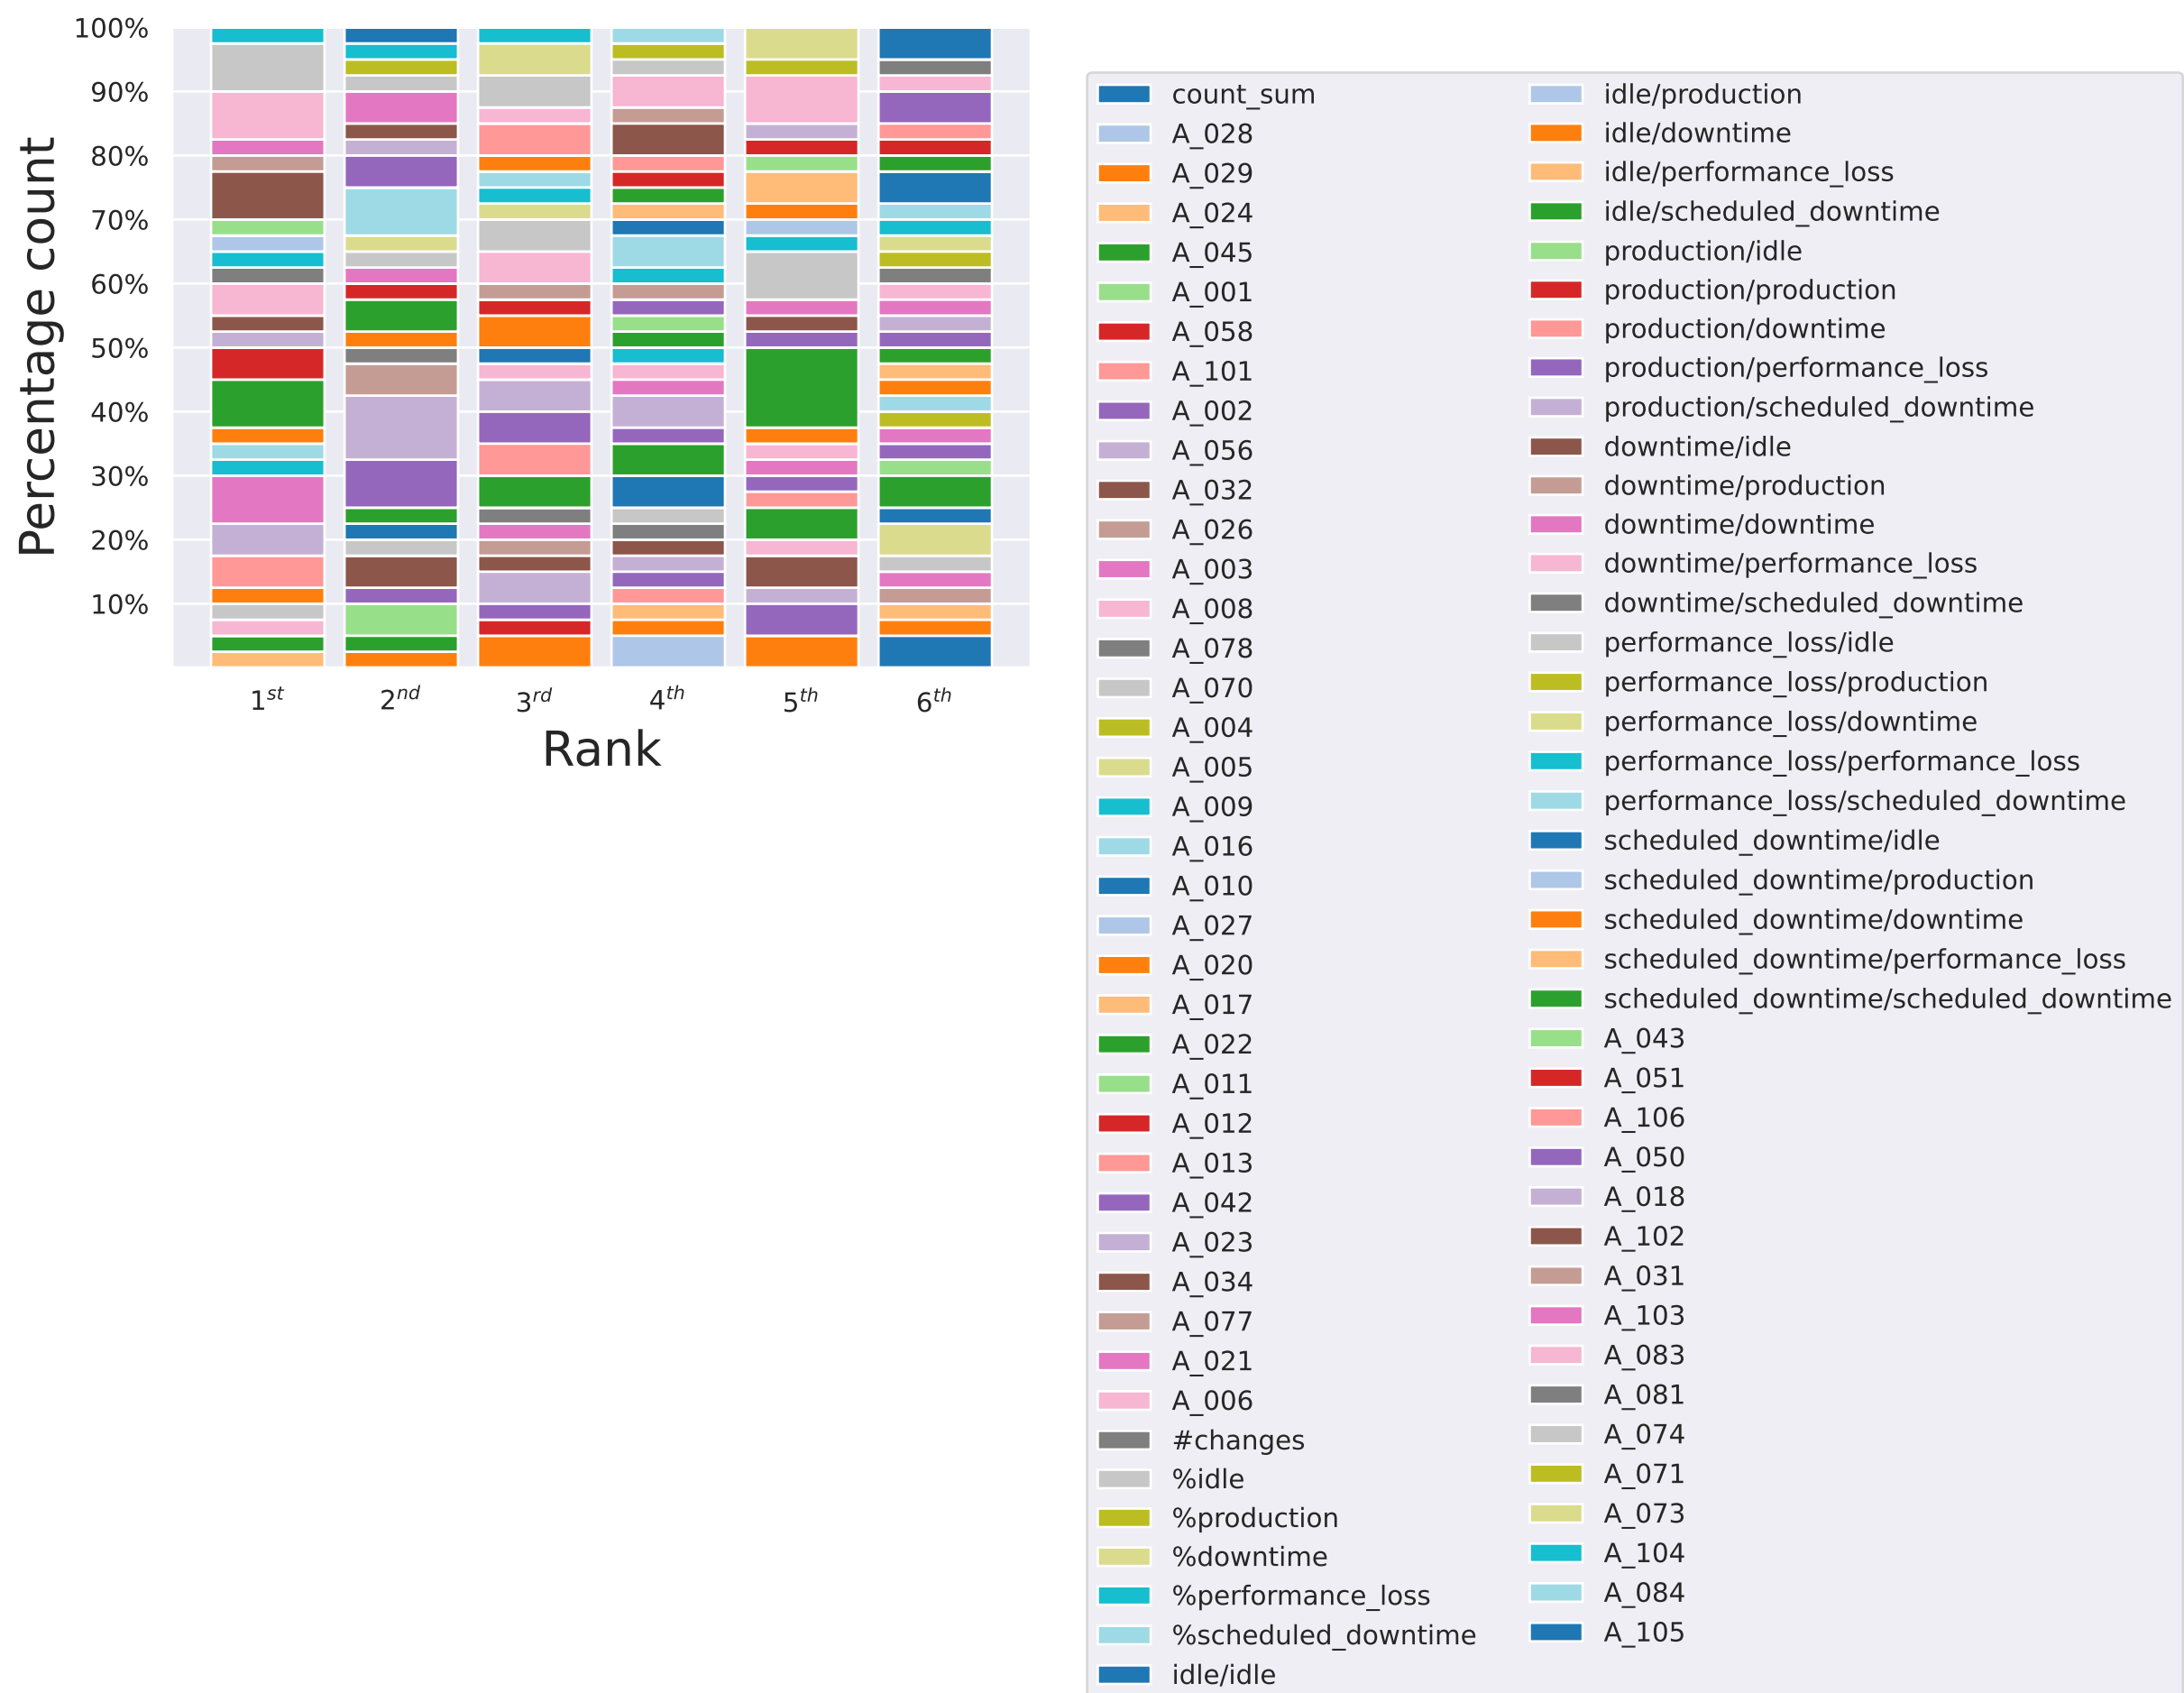 100%
90%
80%
70%
60%
50%
40%
30%
20%
10%
Percentage count
1st
2nd
3rd
4th
5th
6th
Rank
count_sum
A_028
A_029
A_024
A_045
A_001
A_058
A_101
A_002
A_056
A_032
A_026
A_003
A_008
A_078
A_070
A_004
A_005
A_009
A_016
A_010
A_027
A_020
A_017
A_022
A_011
A_012
A_013
A_042
A_023
A_034
A_077
A_021
A_006
#changes
%idle
%production
%downtime
%performance_loss
%scheduled_downtime
idle/idle
idle/production
idle/downtime
idle/performance_loss
idle/scheduled_downtime
production/idle
production/production
production/downtime
production/performance_loss
production/scheduled_downtime
downtime/idle
downtime/production
downtime/downtime
downtime/performance_loss
downtime/scheduled_downtime
performance_loss/idle
performance_loss/production
performance_loss/downtime
performance_loss/performance_loss
performance_loss/scheduled_downtime
scheduled_downtime/idle
scheduled_downtime/production
scheduled_downtime/downtime
scheduled_downtime/performance_loss
scheduled_downtime/scheduled_downtime
A_043
A_051
A_106
A_050
A_018
A_102
A_031
A_103
A_083
A_081
A_074
A_071
A_073
A_104
A_084
A_105